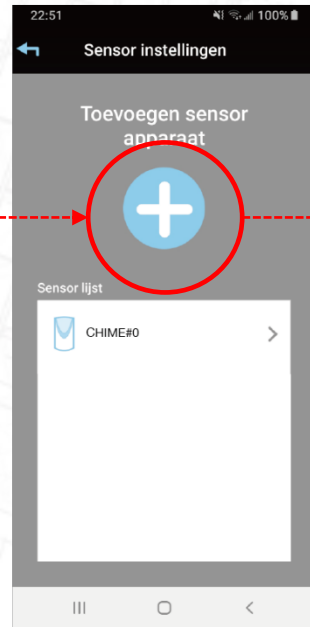 22:51 100%
Sensor instellingen
Toevoegen sensor
apparaat
Sensor lijst
CHIME#0